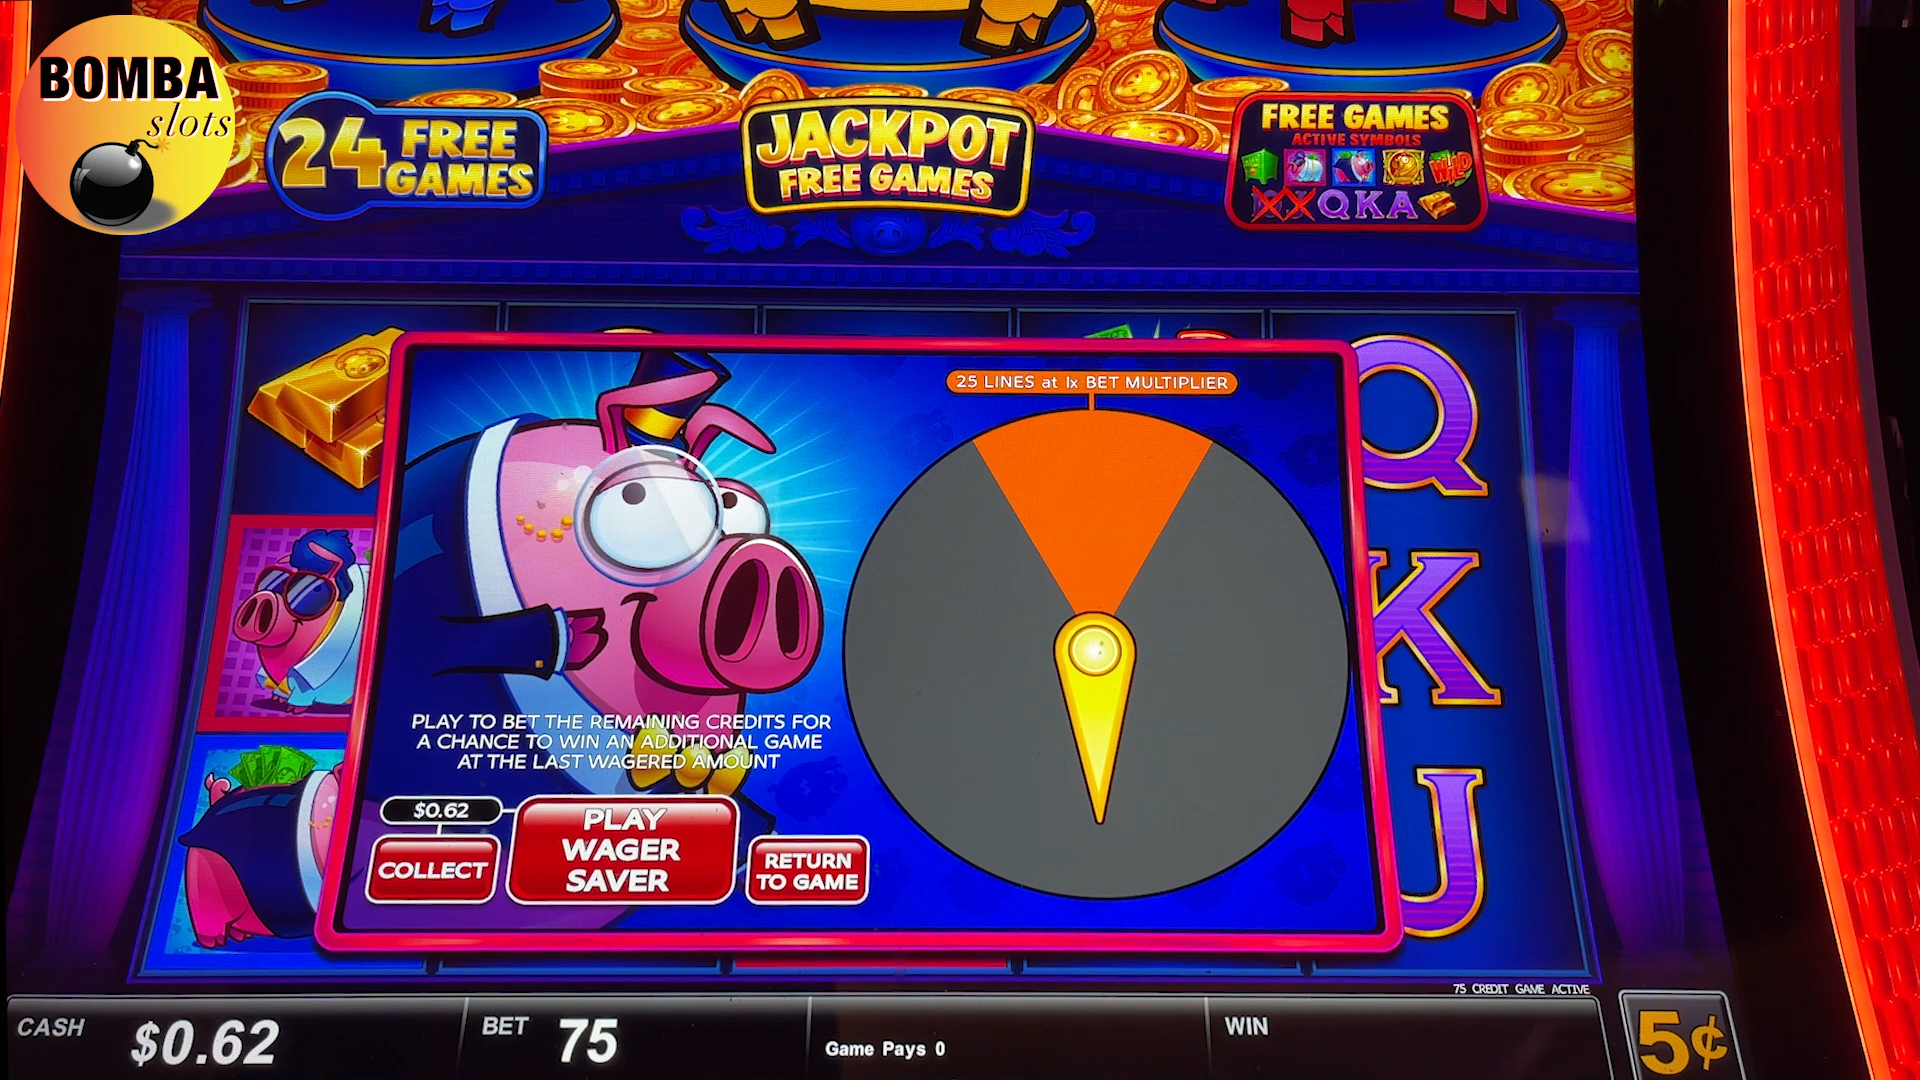 BOMBA
slots
24 FREE
GAMES
JACKPOT
FREE GAMES
FREE GAMES
ACTIVE SYMBOLS
WILD
QKA
25 LINES at 1x BET MULTIPLIER
Q
K
J
PLAY TO BET THE REMAINING CREDITS FOR
A CHANCE TO WIN AN ADDITIONAL GAME
AT THE LAST WAGERED AMOUNT
$0.62
COLLECT
PLAY
WAGER
SAVER
RETURN
TO GAME
75 CREDIT GAME ACTIVE
CASH $0.62
BET 75
Game Pays 0
WIN
5¢